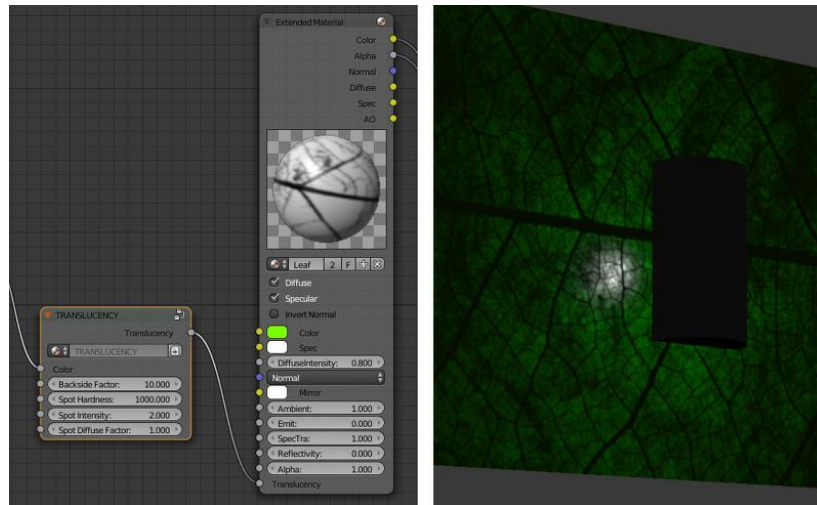 Extended Material
Color
Alpha
Normal
Diffuse
Spec
AO
Leaf 2 F
Diffuse
Specular
Invert Normal
Color
Spec
DiffuseIntensity: 0.800
Normal
Mirror
Ambient: 1.000
Emit: 0.000
SpecTra: 1.000
Reflectivity: 0.000
Alpha: 1.000
Translucency
TRANSLUCENCY
Translucency
TRANSLUCENCY
Color
Backside Factor: 10.000
Spot Hardness: 1000.000
Spot Intensity: 2.000
Spot Diffuse Factor: 1.000